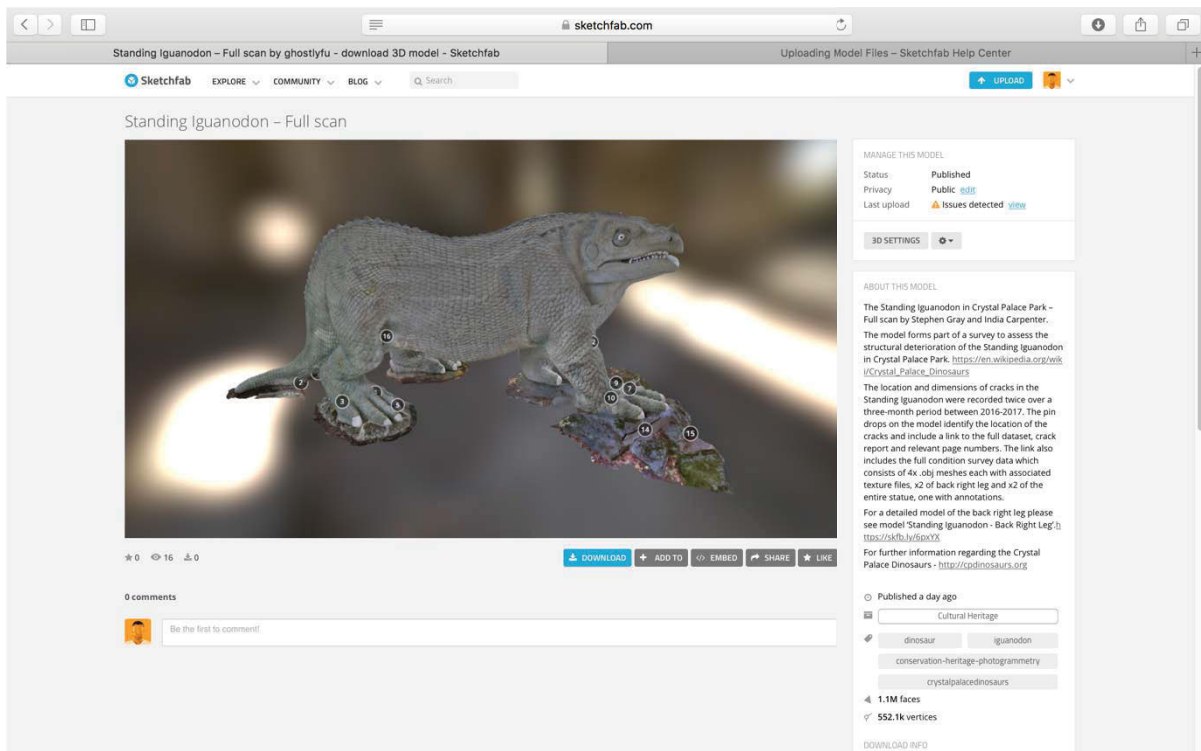 sketchfab.com
Standing Iguanodon – Full scan by ghostlyfu - download 3D model - Sketchfab
Uploading Model Files – Sketchfab Help Center
Sketchfab
EXPLORE
COMMUNITY
BLOG
Search
UPLOAD
Standing Iguanodon – Full scan
16
2
3
5
9
7
10
14
15
0
16
0
DOWNLOAD
ADD TO
</> EMBED
SHARE
LIKE
0 comments
Be the first to comment!
MANAGE THIS MODEL
Status Published
Privacy Public edit
Last upload Issues detected view
3D SETTINGS
ABOUT THIS MODEL
The Standing Iguanodon in Crystal Palace Park –
Full scan by Stephen Gray and India Carpenter.
The model forms part of a survey to assess the
structural deterioration of the Standing Iguanodon
in Crystal Palace Park. https://en.wikipedia.org/wik
i/Crystal_Palace_Dinosaurs
The location and dimensions of cracks in the
Standing Iguanodon were recorded twice over a
three-month period between 2016-2017. The pin
drops on the model identify the location of the
cracks and include a link to the full dataset, crack
report and relevant page numbers. The link also
includes the full condition survey data which
consists of 4x .obj meshes each with associated
texture files, x2 of back right leg and x2 of the
entire statue, one with annotations.
For a detailed model of the back right leg please
see model 'Standing Iguanodon - Back Right Leg'.h
ttps://skfb.ly/6pxYX
For further information regarding the Crystal
Palace Dinosaurs - http://cpdinosaurs.org
Published a day ago
Cultural Heritage
dinosaur
iguanodon
conservation-heritage-photogrammetry
crystalpalacedinosaurs
1.1M faces
552.1k vertices
DOWNLOAD INFO